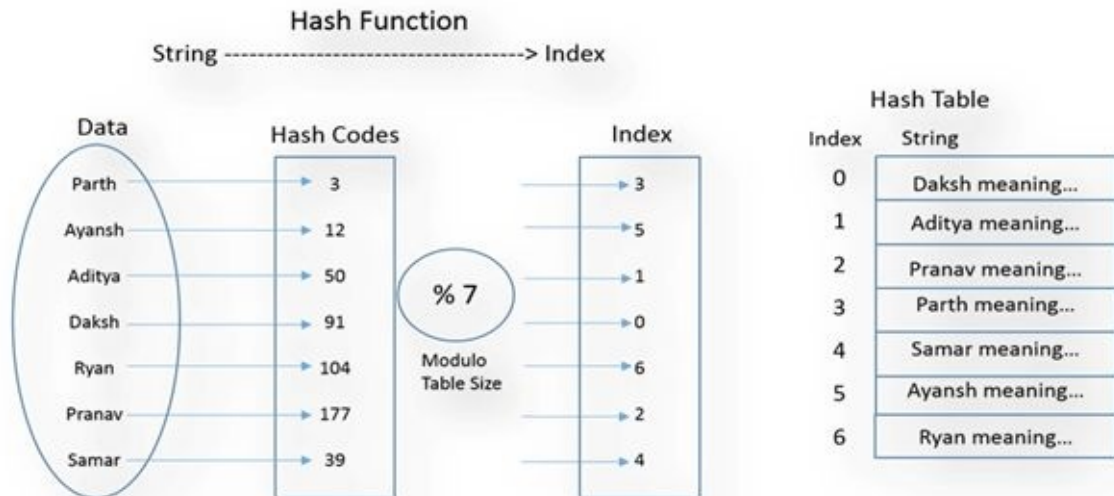 Hash Function
String ----------------------------> Index
Data
Parth
Ayansh
Aditya
Daksh
Ryan
Pranav
Samar
Hash Codes
3
12
50
91
104
177
39
% 7
Modulo
Table Size
Index
3
5
1
0
6
2
4
Hash Table
Index String
0 Daksh meaning...
1 Aditya meaning...
2 Pranav meaning...
3 Parth meaning...
4 Samar meaning...
5 Ayansh meaning...
6 Ryan meaning...